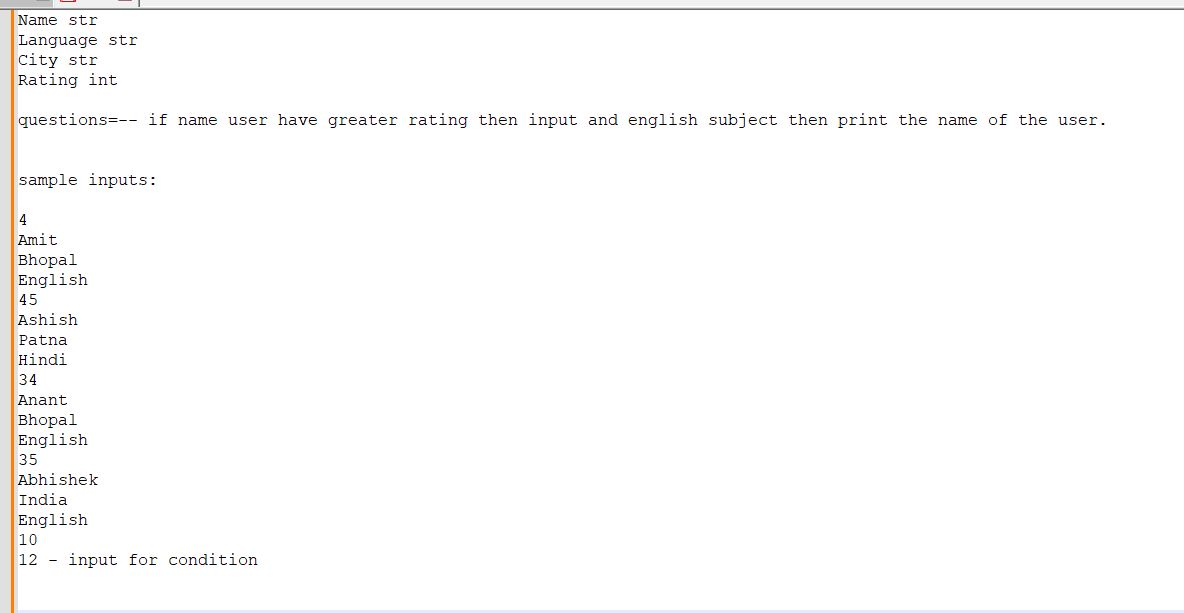 Name str
Language str
City str
Rating int
questions=-- if name user have greater rating then input and english subject then print the name of the user.
sample inputs:
4
Amit
Bhopal
English
45
Ashish
Patna
Hindi
34
Anant
Bhopal
English
35
Abhishek
India
English
10
12 - input for condition